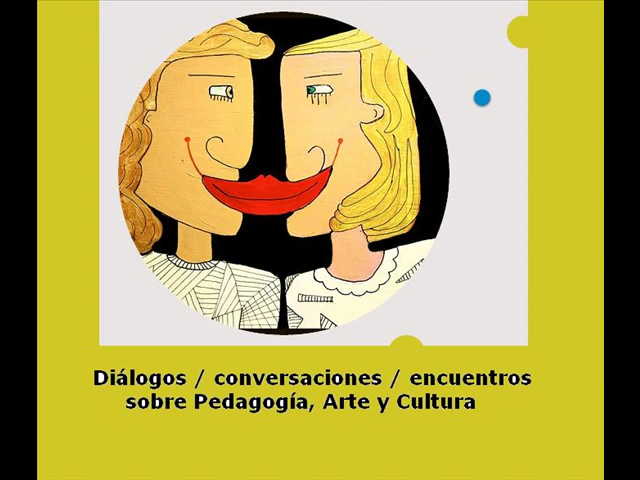 Diálogos / conversaciones / encuentros
sobre Pedagogía, Arte y Cultura